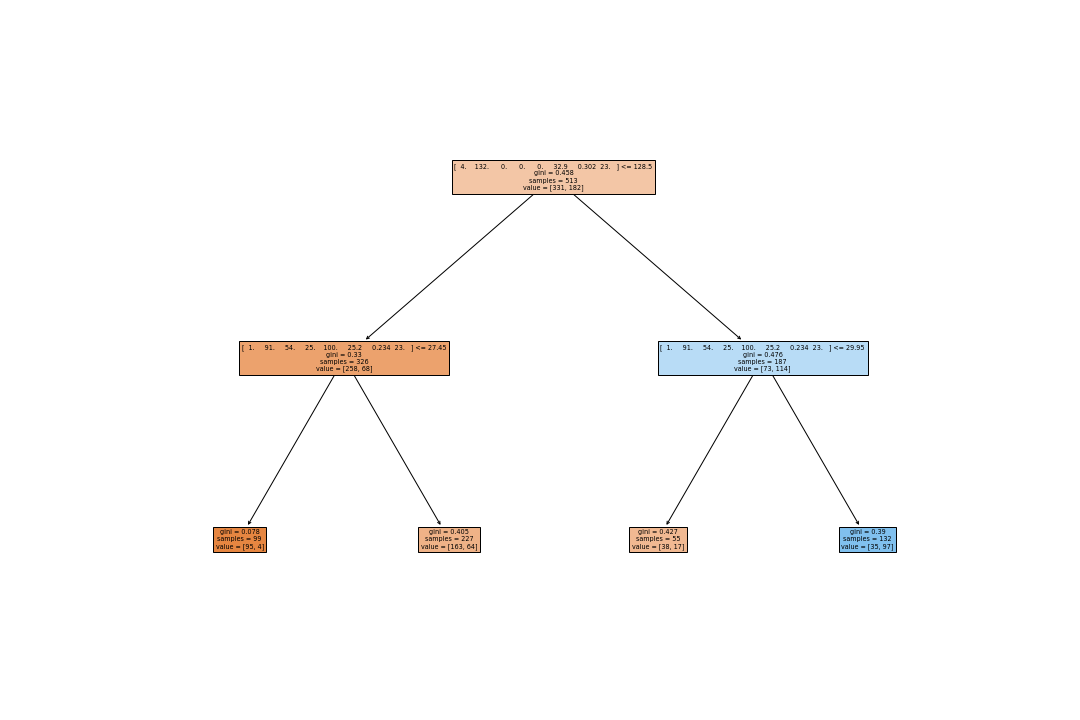 [ 4. 132. 0. 0. 0. 32.9 0.302 23. ] <= 128.5
gini = 0.458
samples = 513
value = [331, 182]
[ 1. 91. 54. 25. 100. 25.2 0.234 23. ] <= 27.45
gini = 0.33
samples = 326
value = [258, 68]
[ 1. 91. 54. 25. 100. 25.2 0.234 23. ] <= 29.95
gini = 0.476
samples = 187
value = [73, 114]
gini = 0.078
samples = 99
value = [95, 4]
gini = 0.405
samples = 227
value = [163, 64]
gini = 0.427
samples = 55
value = [38, 17]
gini = 0.39
samples = 132
value = [35, 97]